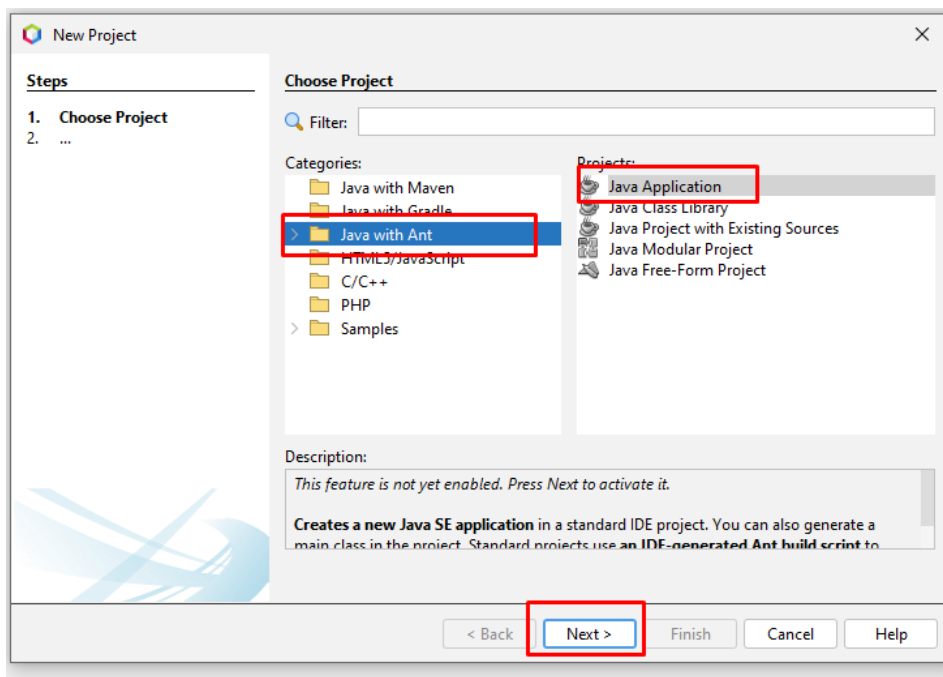 New Project
Steps
1. Choose Project
2. ...
Choose Project
Filter:
Categories:
Java with Maven
Java with Gradle
Java with Ant
HTML5/JavaScript
C/C++
PHP
Samples
Projects:
Java Application
Java Class Library
Java Project with Existing Sources
Java Modular Project
Java Free-Form Project
Description:
This feature is not yet enabled. Press Next to activate it.
Creates a new Java SE application in a standard IDE project. You can also generate a
main class in the project. Standard projects use an IDE-generated Ant build script to
< Back
Next >
Finish
Cancel
Help